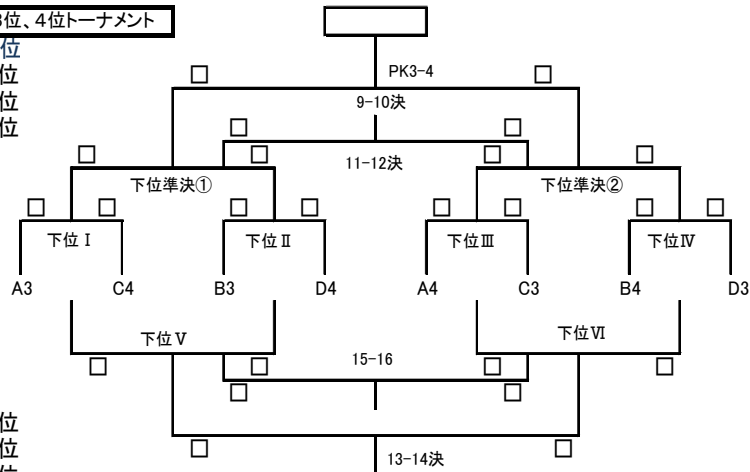 3位、4位トーナメント
位
位
位
位
PK3-4
9-10決
11-12決
下位準決①
下位準決②
下位Ⅰ
下位Ⅱ
下位Ⅲ
下位Ⅳ
A3
C4
B3
D4
A4
C3
B4
D3
下位Ⅴ
下位Ⅵ
15-16
位
位
13-14決
位